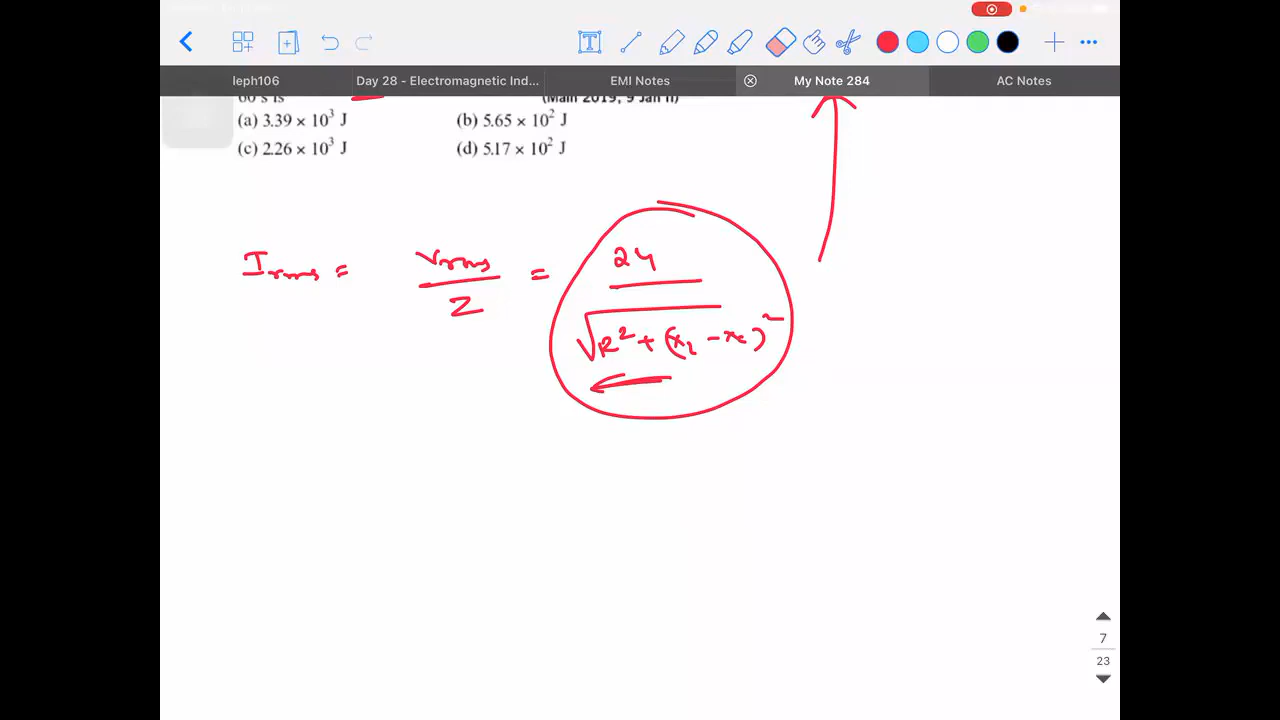 leph106 Day 28 - Electromagnetic Ind... EMI Notes My Note 284 AC Notes
60 s is (Main 2019, 9 Jan II)
(a) 3.39 × 10³ J (b) 5.65 × 10² J
(c) 2.26 × 10³ J (d) 5.17 × 10² J
Irms = Vrms/Z = 24/√R² + (xL - xc)²
7
23